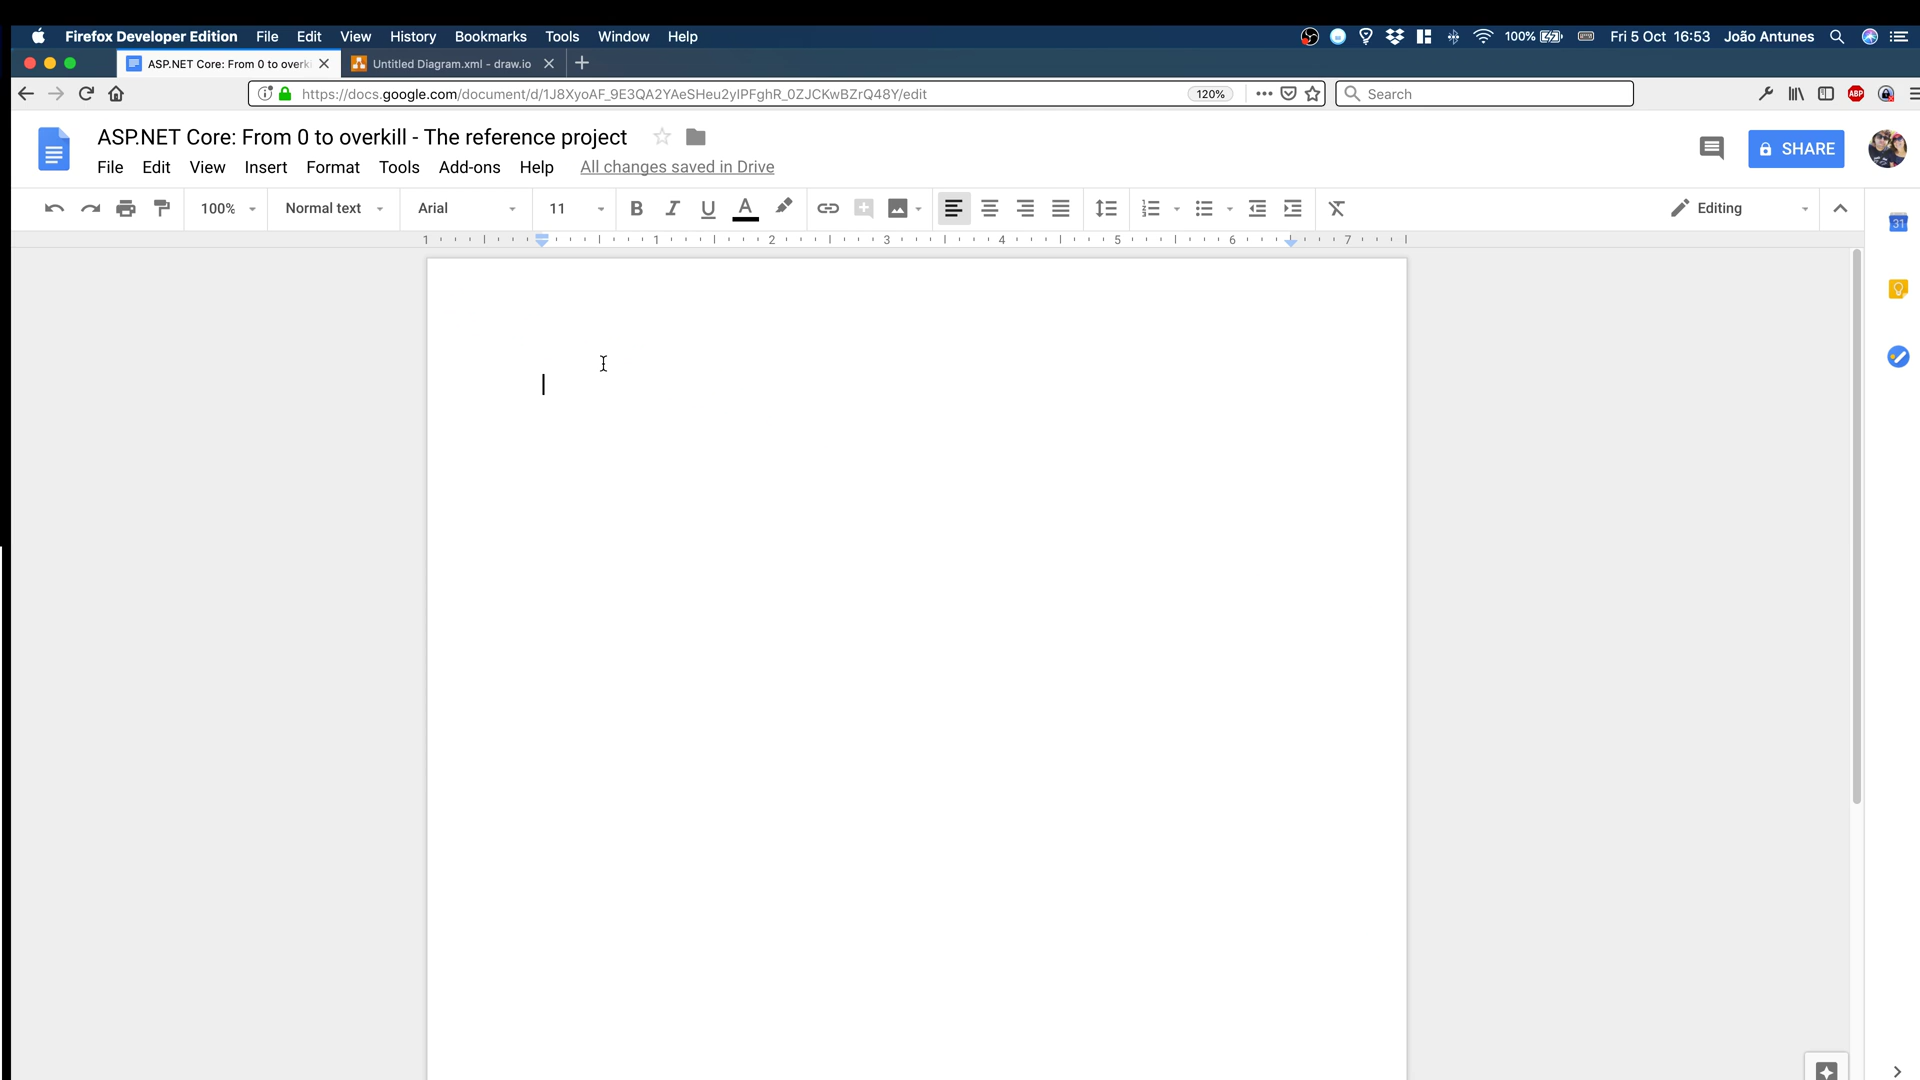 Firefox Developer Edition File Edit View History Bookmarks Tools Window Help 100% Fri 5 Oct 16:53 João Antunes
ASP.NET Core: From 0 to overki Untitled Diagram.xml - draw.io
https://docs.google.com/document/d/1J8XyoAF_9E3QA2YAeSHeu2yIPFghR_0ZJCKwBZrQ48Y/edit 120% Search ABP
ASP.NET Core: From 0 to overkill - The reference project
File Edit View Insert Format Tools Add-ons Help All changes saved in Drive SHARE
100% Normal text Arial 11 B I U A Editing
1 1 2 3 4 5 6 7
31